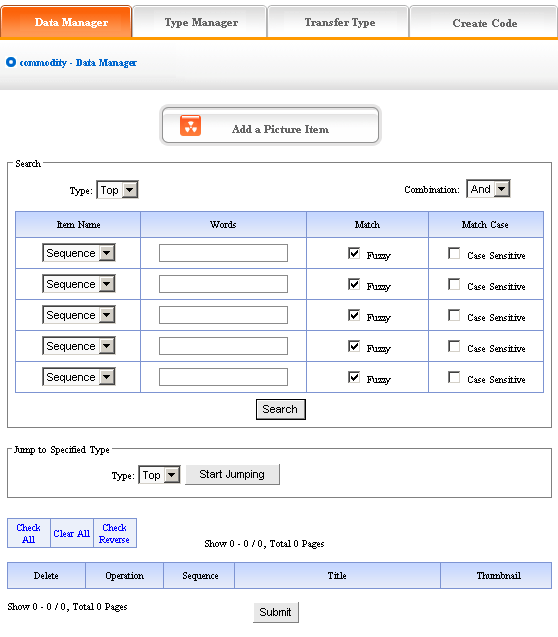 Data Manager Type Manager Transfer Type Create Code
commodity - Data Manager
Add a Picture Item
Search
Type: Top Combination: And
Item Name Words Match Match Case
Sequence Fuzzy Case Sensitive
Sequence Fuzzy Case Sensitive
Sequence Fuzzy Case Sensitive
Sequence Fuzzy Case Sensitive
Sequence Fuzzy Case Sensitive
Search
Jump to Specified Type
Type: Top Start Jumping
Check All Clear All Check Reverse
Show 0 - 0 / 0, Total 0 Pages
Delete Operation Sequence Title Thumbnail
Show 0 - 0 / 0, Total 0 Pages
Submit